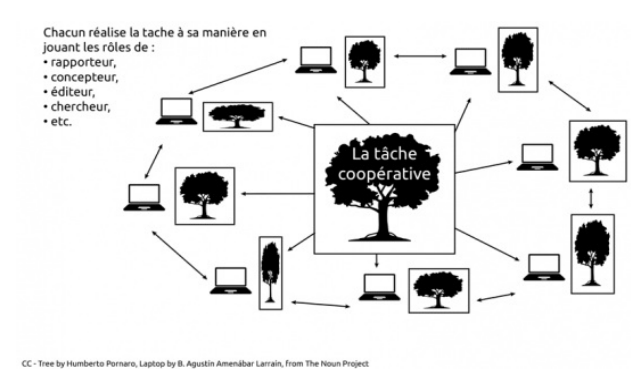 Chacun réalise la tache à sa manière en
jouant les rôles de :
• rapporteur,
• concepteur,
• éditeur,
• chercheur,
• etc.
La tâche
coopérative
CC - Tree by Humberto Pornaro, Laptop by B. Agustín Amenábar Larraín, from The Noun Project